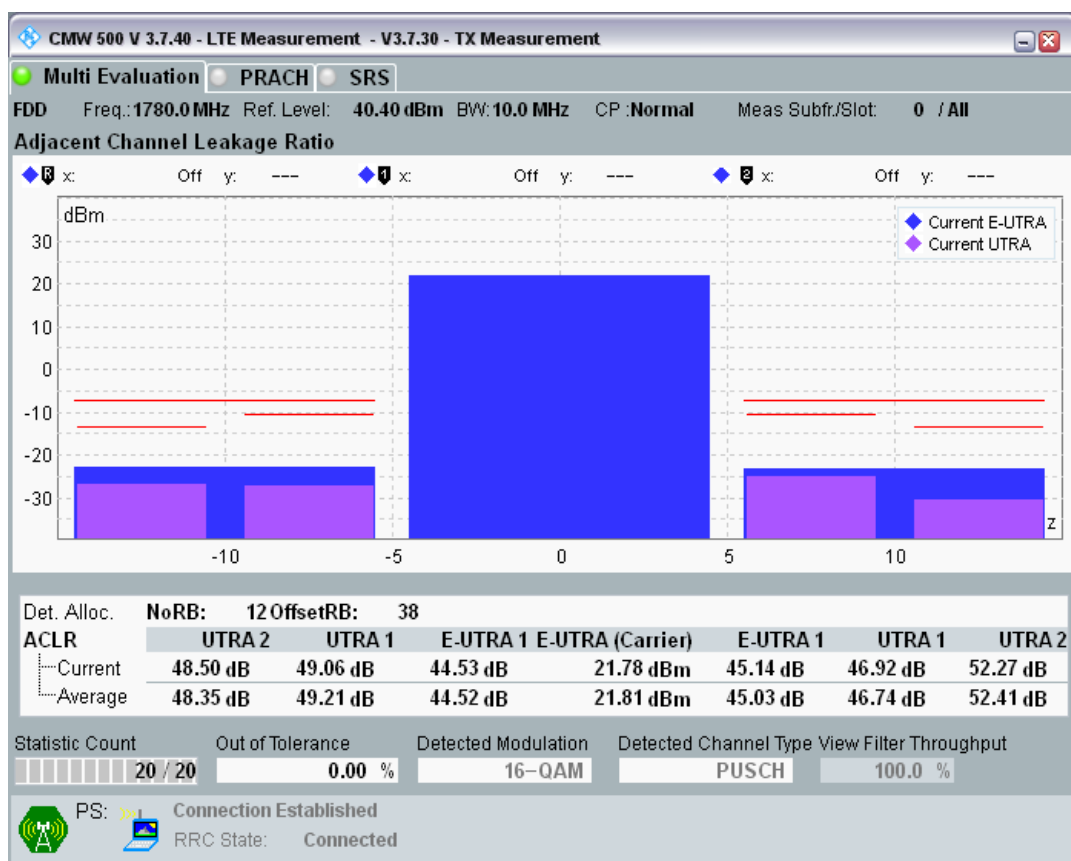 CMW 500 V 3.7.40 - LTE Measurement - V3.7.30 - TX Measurement
Multi Evaluation PRACH SRS
FDD Freq.: 1780.0 MHz Ref. Level: 40.40 dBm BW: 10.0 MHz CP :Normal Meas Subfr./Slot: 0 / All
Adjacent Channel Leakage Ratio
R x: Off y: --- 1 x: Off y: --- 2 x: Off y: ---
dBm
Current E-UTRA
Current UTRA
30
20
10
0
-10
-20
-30
z
-10 -5 0 5 10
Det. Alloc. NoRB: 12 OffsetRB: 38
ACLR UTRA 2 UTRA 1 E-UTRA 1 E-UTRA (Carrier) E-UTRA 1 UTRA 1 UTRA 2
Current 48.50 dB 49.06 dB 44.53 dB 21.78 dBm 45.14 dB 46.92 dB 52.27 dB
Average 48.35 dB 49.21 dB 44.52 dB 21.81 dBm 45.03 dB 46.74 dB 52.41 dB
Statistic Count Out of Tolerance Detected Modulation Detected Channel Type View Filter Throughput
20 / 20 0.00 % 16-QAM PUSCH 100.0 %
PS: Connection Established
RRC State: Connected